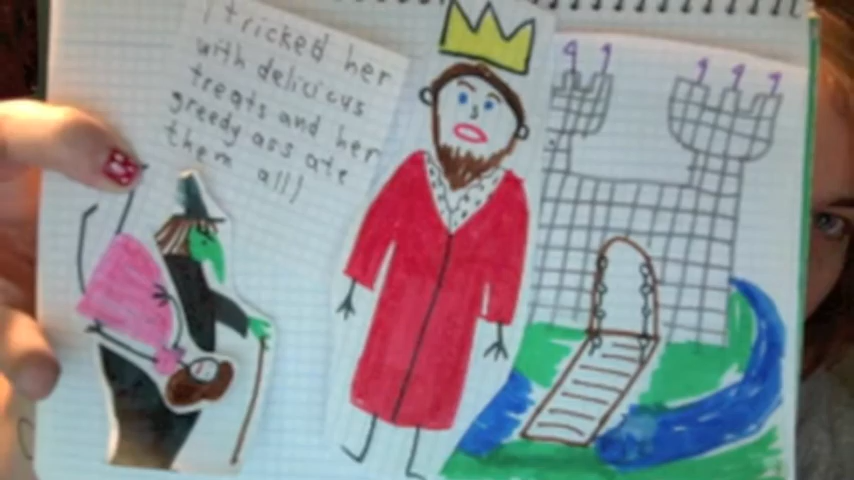 I tricked her
with delicious
treats and her
greedy ass ate
them all)